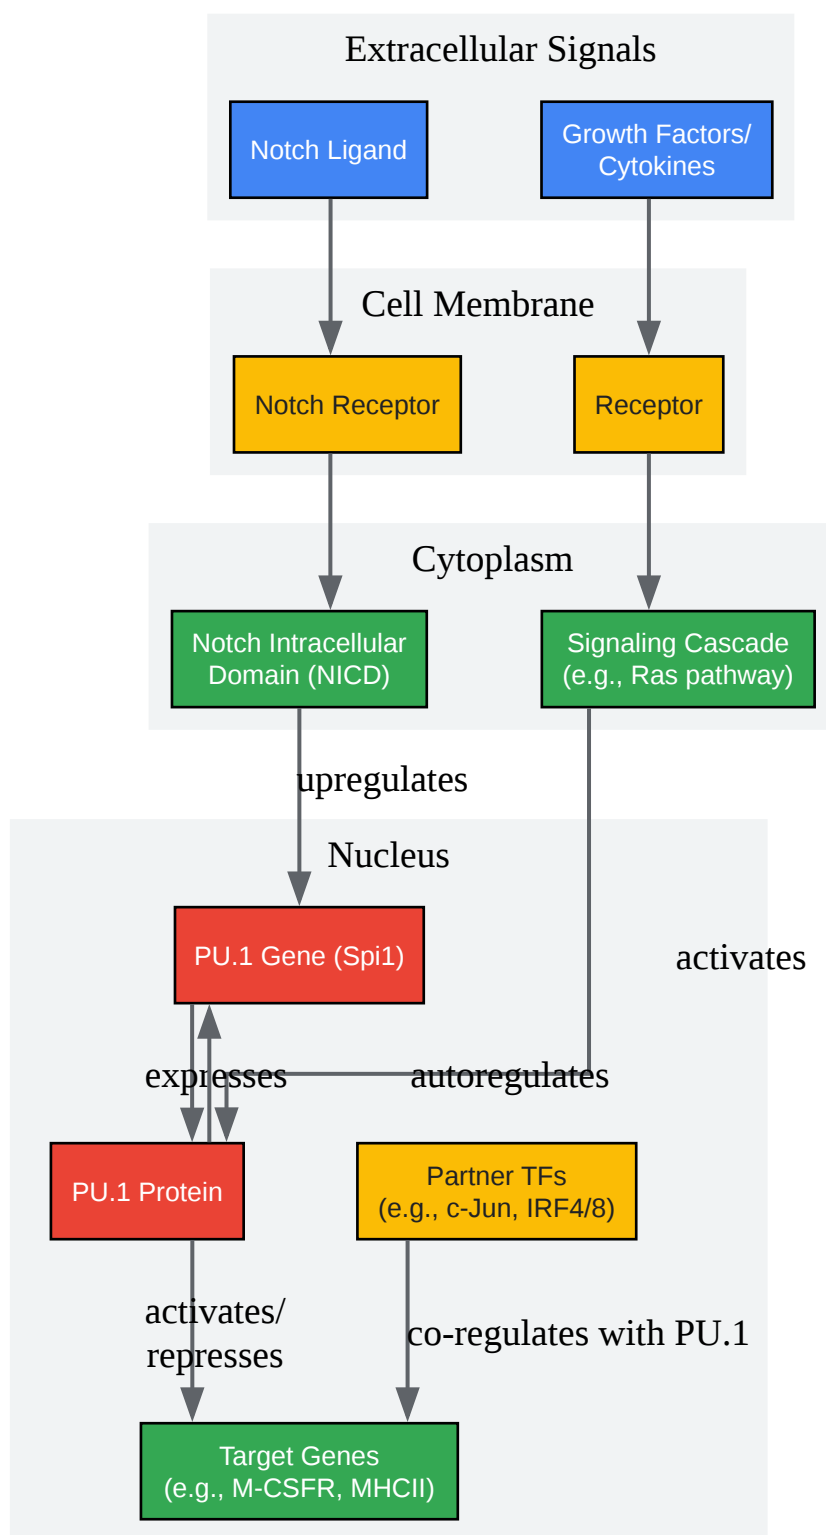 Extracellular Signals
Notch Ligand
Growth Factors/
Cytokines
Cell Membrane
Notch Receptor
Receptor
Cytoplasm
Notch Intracellular
Domain (NICD)
Signaling Cascade
(e.g., Ras pathway)
upregulates
Nucleus
PU.1 Gene (Spi1)
activates
expresses
autoregulates
PU.1 Protein
Partner TFs
(e.g., c-Jun, IRF4/8)
activates/
represses
co-regulates with PU.1
Target Genes
(e.g., M-CSFR, MHCII)